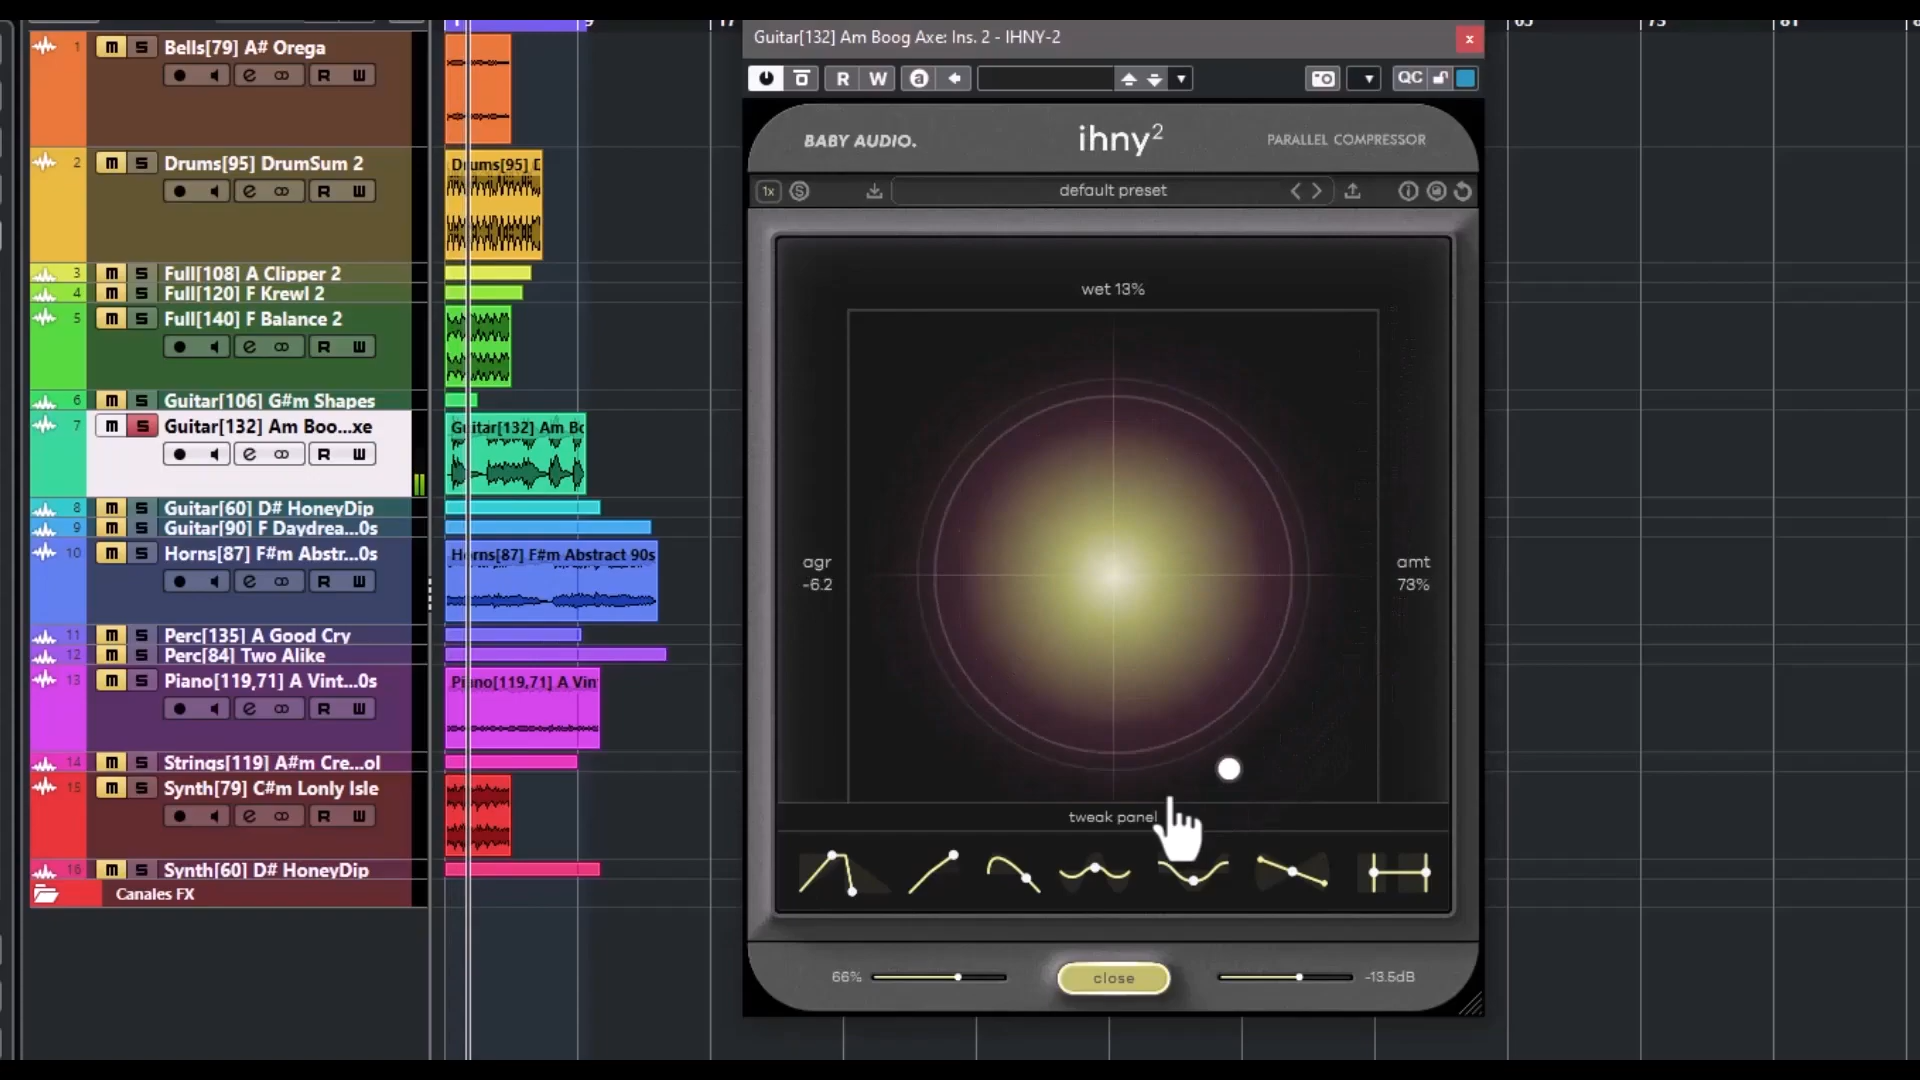 1
9
17
65
73
81
1
m S Bells[79] A# Orega
R W
2
m S Drums[95] DrumSum 2
R W
Drums[95] D
3
m S Full[108] A Clipper 2
4
m S Full[120] F Krewl 2
5
m S Full[140] F Balance 2
R W
6
m S Guitar[106] G#m Shapes
7
m S Guitar[132] Am Boo...xe
R W
Guitar[132] Am Bo
8
m S Guitar[60] D# HoneyDip
9
m S Guitar[90] F Daydrea...0s
10
m S Horns[87] F#m Abstr...0s
R W
Horns[87] F#m Abstract 90s
11
m S Perc[135] A Good Cry
12
m S Perc[84] Two Alike
13
m S Piano[119,71] A Vint...0s
R W
Piano[119,71] A Vin
14
m S Strings[119] A#m Cre...ol
15
m S Synth[79] C#m Lonly Isle
R W
16
m S Synth[60] D# HoneyDip
Canales FX
Guitar[132] Am Boog Axe: Ins. 2 - IHNY-2
x
R W a QC
BABY AUDIO.
ihny²
PARALLEL COMPRESSOR
1x S
default preset
wet 13%
agr
-6.2
amt
73%
tweak panel
66%
close
-13.5dB